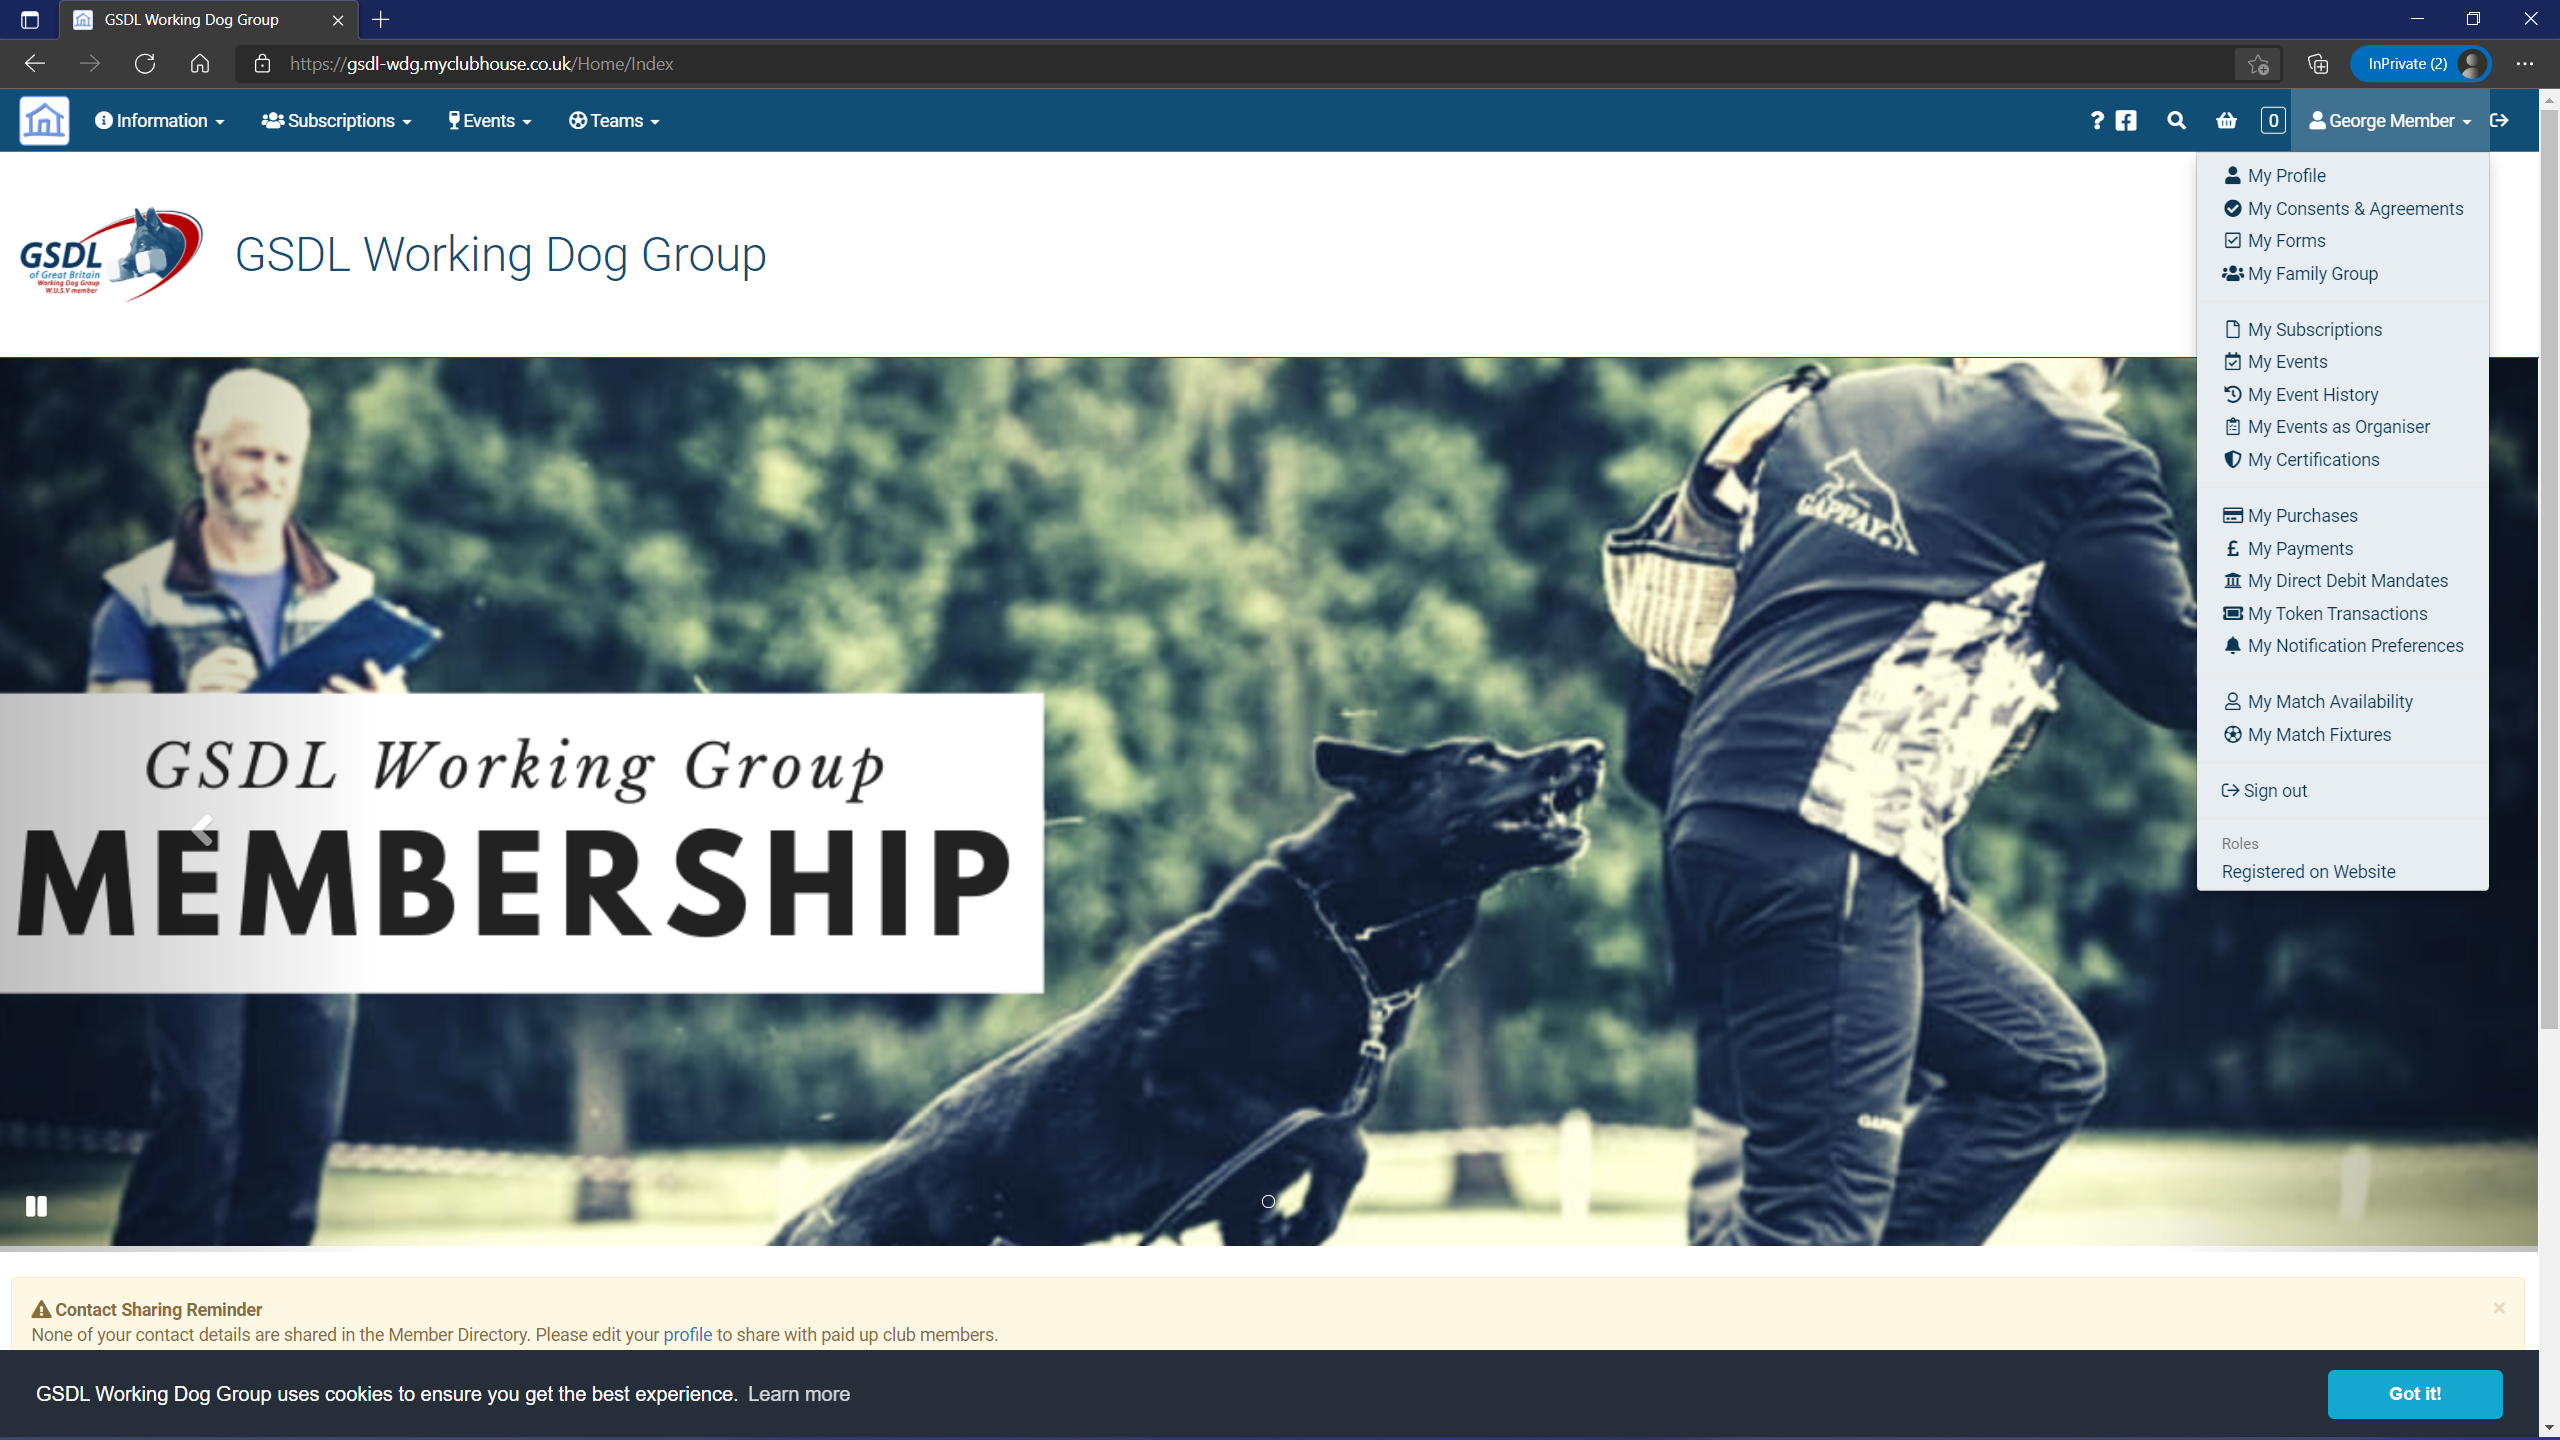 GSDL Working Dog Group
https://gsdl-wdg.myclubhouse.co.uk/Home/Index
InPrivate (2)
Information
Subscriptions
Events
Teams
?
0
George Member
GSDL
of Great Britain
Working Dog Group
W.U.S.V member
GSDL Working Dog Group
My Profile
My Consents & Agreements
My Forms
My Family Group
My Subscriptions
My Events
My Event History
My Events as Organiser
My Certifications
My Purchases
£ My Payments
My Direct Debit Mandates
My Token Transactions
My Notification Preferences
My Match Availability
My Match Fixtures
Sign out
Roles
Registered on Website
GAPPAY
GSDL Working Group
MEMBERSHIP
Contact Sharing Reminder
None of your contact details are shared in the Member Directory. Please edit your profile to share with paid up club members.
GSDL Working Dog Group uses cookies to ensure you get the best experience. Learn more
Got it!